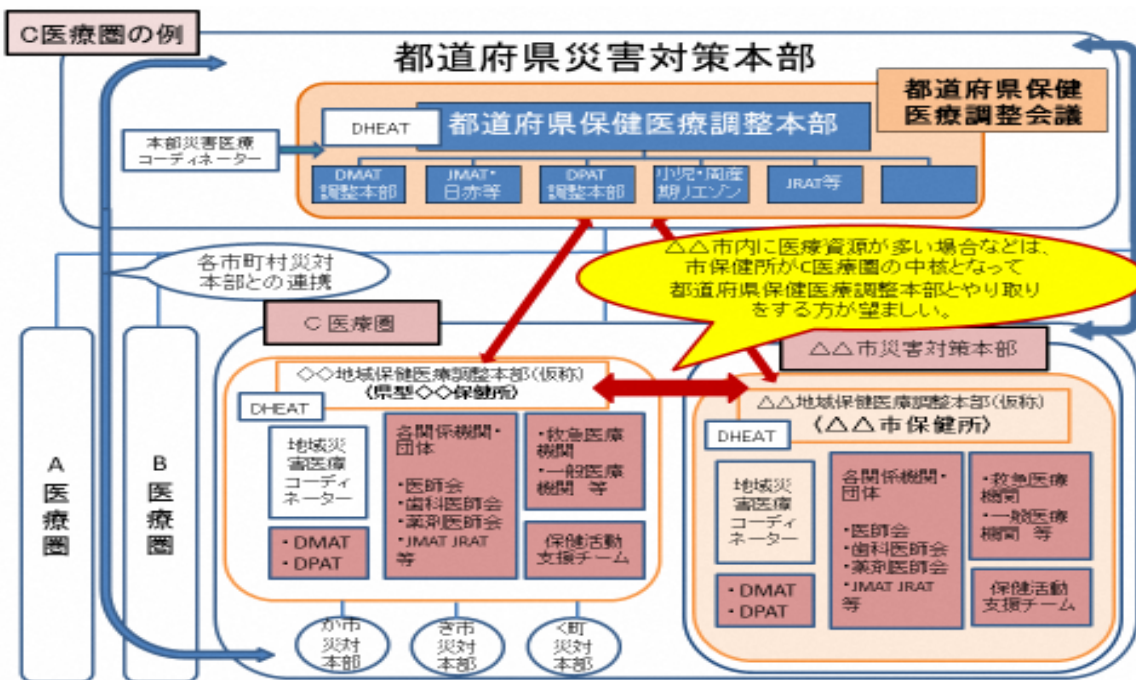 C医療圏の例
都道府県災害対策本部
都道府県保健
医療調整会議
DHEAT
都道府県保健医療調整本部
本部災害医療
コーディネーター
DMAT
調整本部
JMAT・
日赤等
DPAT
調整本部
小児・周産
期リエゾン
JRAT等
各市町村災対
本部との連携
△△市内に医療資源が多い場合などは、
市保健所がC医療圏の中核となって
都道府県保健医療調整本部とやり取り
をする方が望ましい。
C医療圏
△△市災害対策本部
◇◇地域保健医療調整本部(仮称)
(県型◇◇保健所)
DHEAT
地域災
害医療
コーディ
ネーター
・DMAT
・DPAT
各関係機関・
団体
・医師会
・歯科医師会
・薬剤医師会
・JMAT JRAT
等
・救急医療
機関
・一般医療
機関 等
保健活動
支援チーム
△△地域保健医療調整本部(仮称)
(△△市保健所)
DHEAT
地域災
害医療
コーディ
ネーター
・DMAT
・DPAT
各関係機関・
団体
・医師会
・歯科医師会
・薬剤医師会
・JMAT JRAT
等
・救急医療
機関
・一般医療
機関 等
保健活動
支援チーム
A医療圏
B医療圏
か市
災対
本部
き市
災対
本部
く町
災対
本部